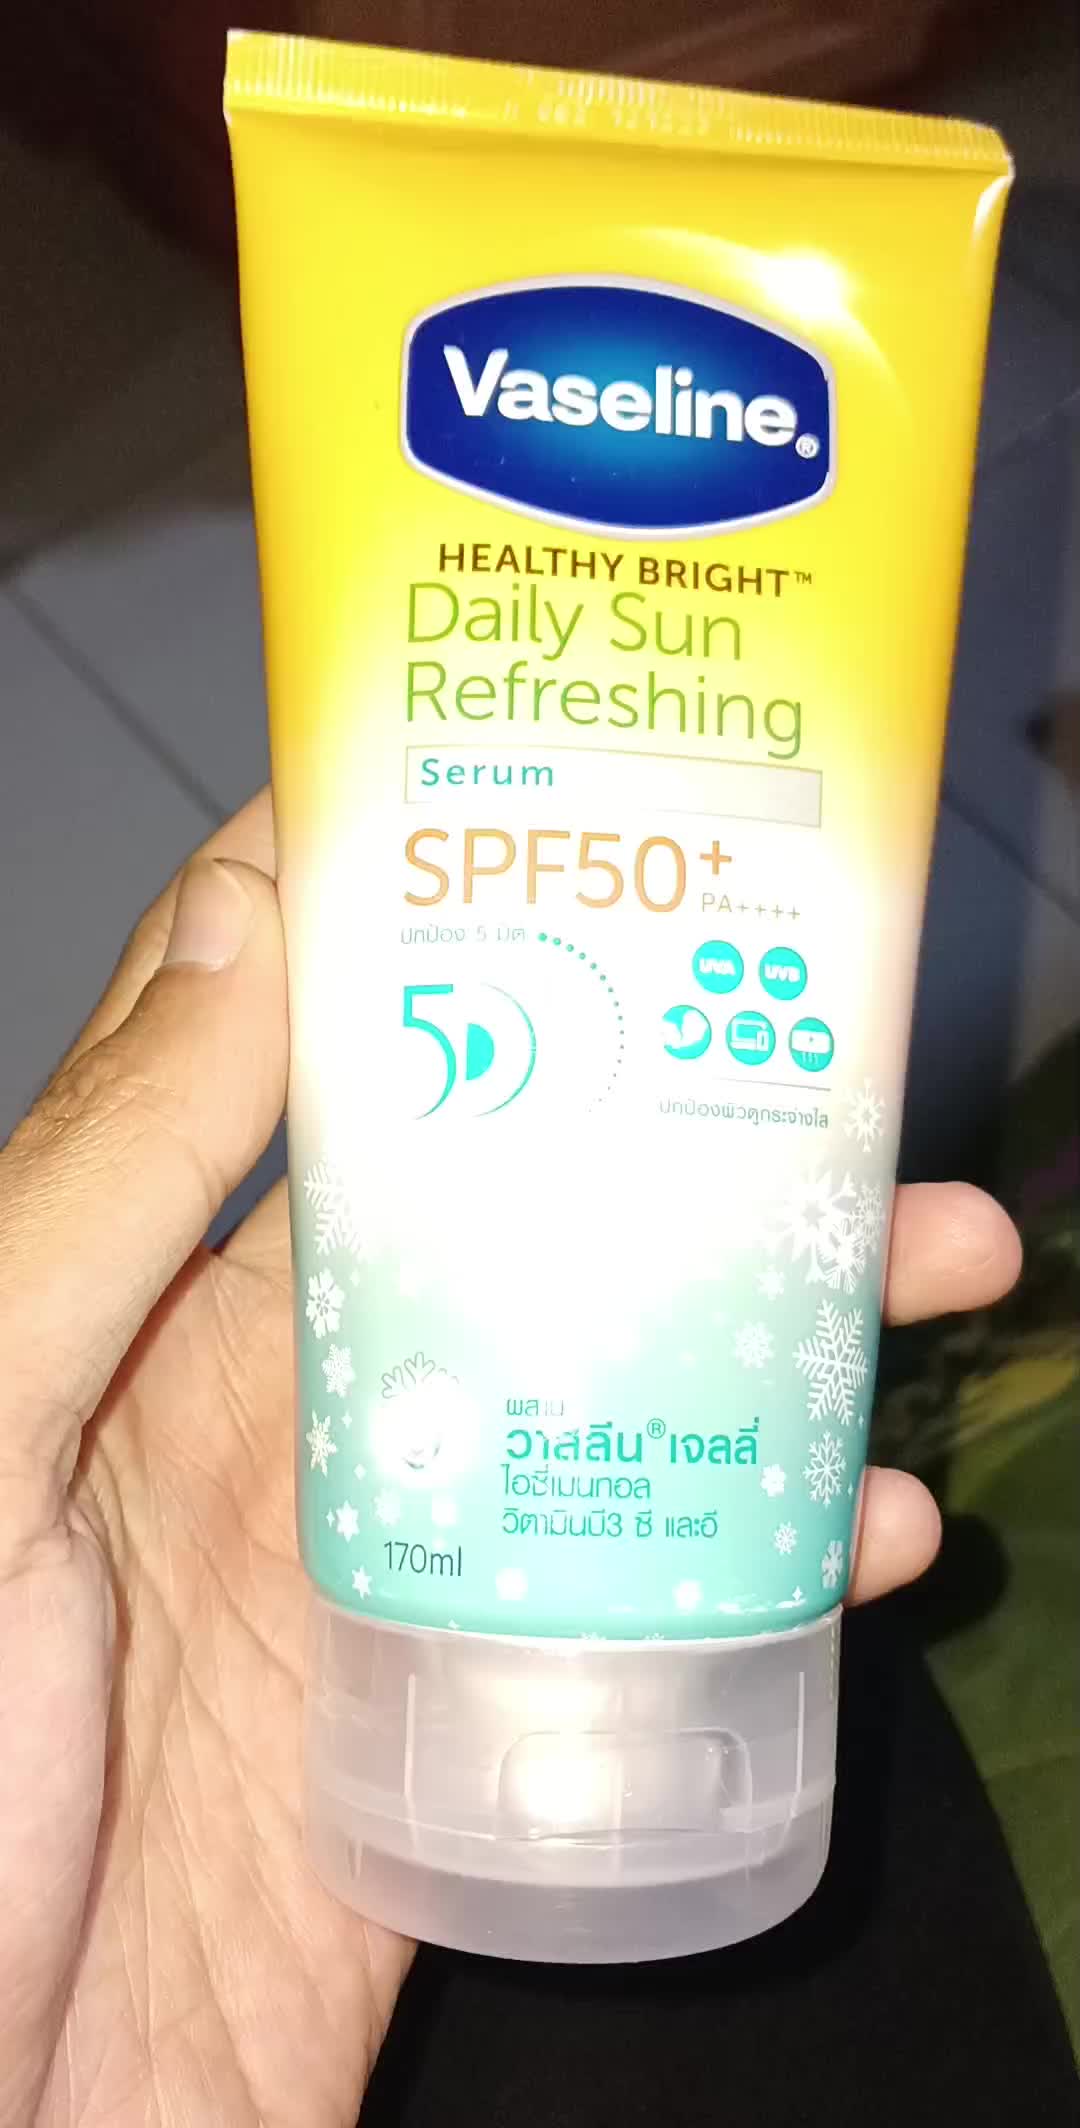 Vaseline®
HEALTHY BRIGHT™
Daily Sun
Refreshing
Serum
SPF50+
PA++++
ปกป้อง 5 มิติ
5D
UVA UVB
ปกป้องผิวดูกระจ่างใส
ผสาน
วาสลีน®เจลลี่
ไอซี่เมนทอล
วิตามินบี3 ซี และอี
170ml